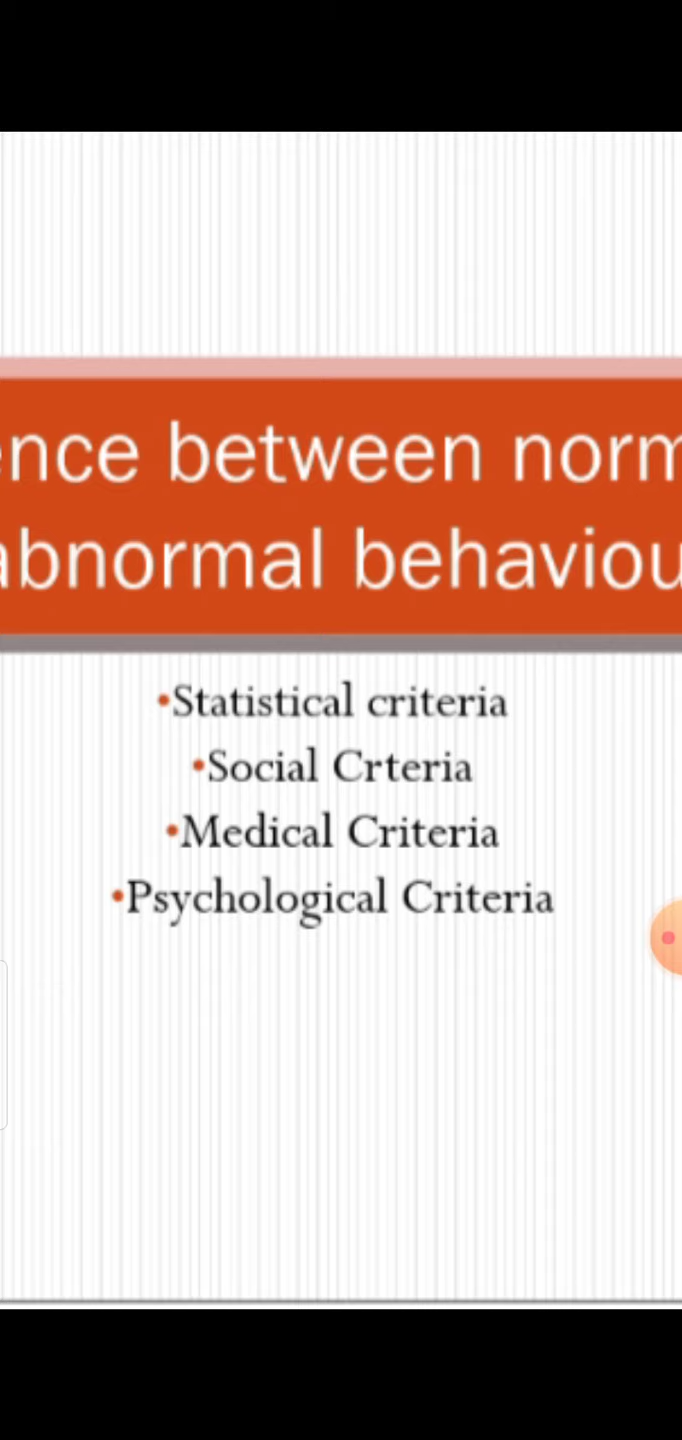 ence between norm
abnormal behaviou
•Statistical criteria
•Social Crteria
•Medical Criteria
•Psychological Criteria